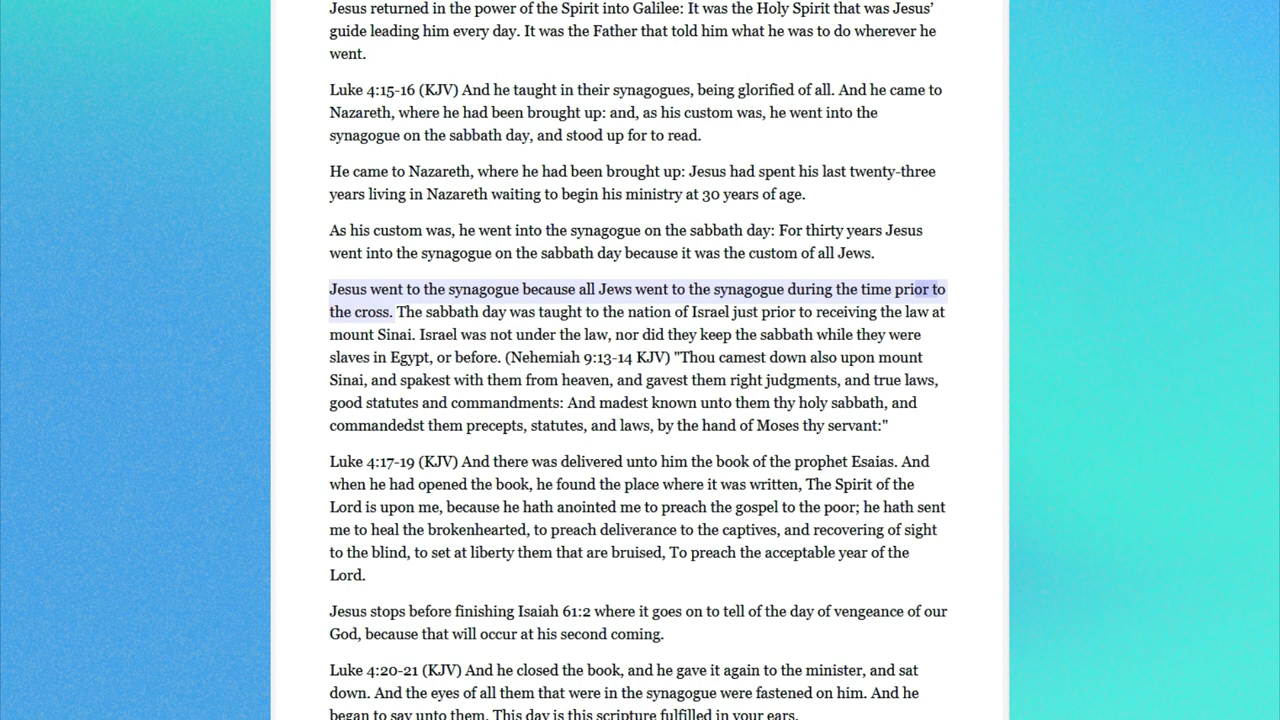 Jesus returned in the power of the Spirit into Galilee: It was the Holy Spirit that was Jesus’
guide leading him every day. It was the Father that told him what he was to do wherever he
went.
Luke 4:15-16 (KJV) And he taught in their synagogues, being glorified of all. And he came to
Nazareth, where he had been brought up: and, as his custom was, he went into the
synagogue on the sabbath day, and stood up for to read.
He came to Nazareth, where he had been brought up: Jesus had spent his last twenty-three
years living in Nazareth waiting to begin his ministry at 30 years of age.
As his custom was, he went into the synagogue on the sabbath day: For thirty years Jesus
went into the synagogue on the sabbath day because it was the custom of all Jews.
Jesus went to the synagogue because all Jews went to the synagogue during the time prior to
the cross. The sabbath day was taught to the nation of Israel just prior to receiving the law at
mount Sinai. Israel was not under the law, nor did they keep the sabbath while they were
slaves in Egypt, or before. (Nehemiah 9:13-14 KJV) "Thou camest down also upon mount
Sinai, and spakest with them from heaven, and gavest them right judgments, and true laws,
good statutes and commandments: And madest known unto them thy holy sabbath, and
commandedst them precepts, statutes, and laws, by the hand of Moses thy servant:"
Luke 4:17-19 (KJV) And there was delivered unto him the book of the prophet Esaias. And
when he had opened the book, he found the place where it was written, The Spirit of the
Lord is upon me, because he hath anointed me to preach the gospel to the poor; he hath sent
me to heal the brokenhearted, to preach deliverance to the captives, and recovering of sight
to the blind, to set at liberty them that are bruised, To preach the acceptable year of the
Lord.
Jesus stops before finishing Isaiah 61:2 where it goes on to tell of the day of vengeance of our
God, because that will occur at his second coming.
Luke 4:20-21 (KJV) And he closed the book, and he gave it again to the minister, and sat
down. And the eyes of all them that were in the synagogue were fastened on him. And he
began to say unto them, This day is this scripture fulfilled in your ears.